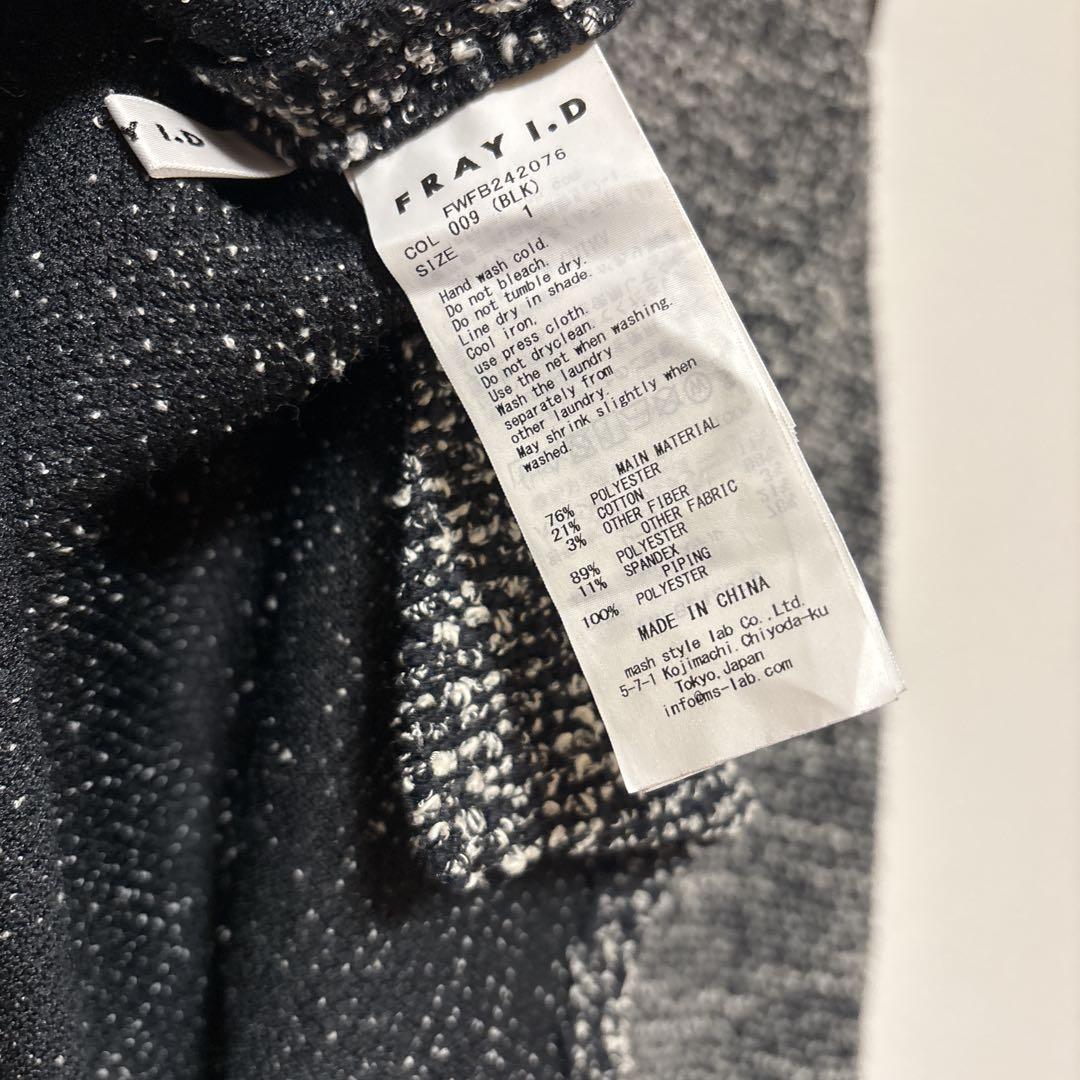 Y I.D
FRAY I.D
FWFB242076
COL 009 (BLK)
SIZE 1
Hand wash cold.
Do not bleach.
Do not tumble dry.
Line dry in shade.
Cool iron,
use press cloth.
Do not dryclean.
Use the net when washing.
Wash the laundry
separately from
other laundry.
May shrink slightly when
washed.
MAIN MATERIAL
76% POLYESTER
21% COTTON
3% OTHER FIBER
OTHER FABRIC
89% POLYESTER
11% SPANDEX
PIPING
100% POLYESTER
MADE IN CHINA
mash style lab Co.,Ltd.
5-7-1 Kojimachi,Chiyoda-ku
Tokyo,Japan
info@ms-lab.com